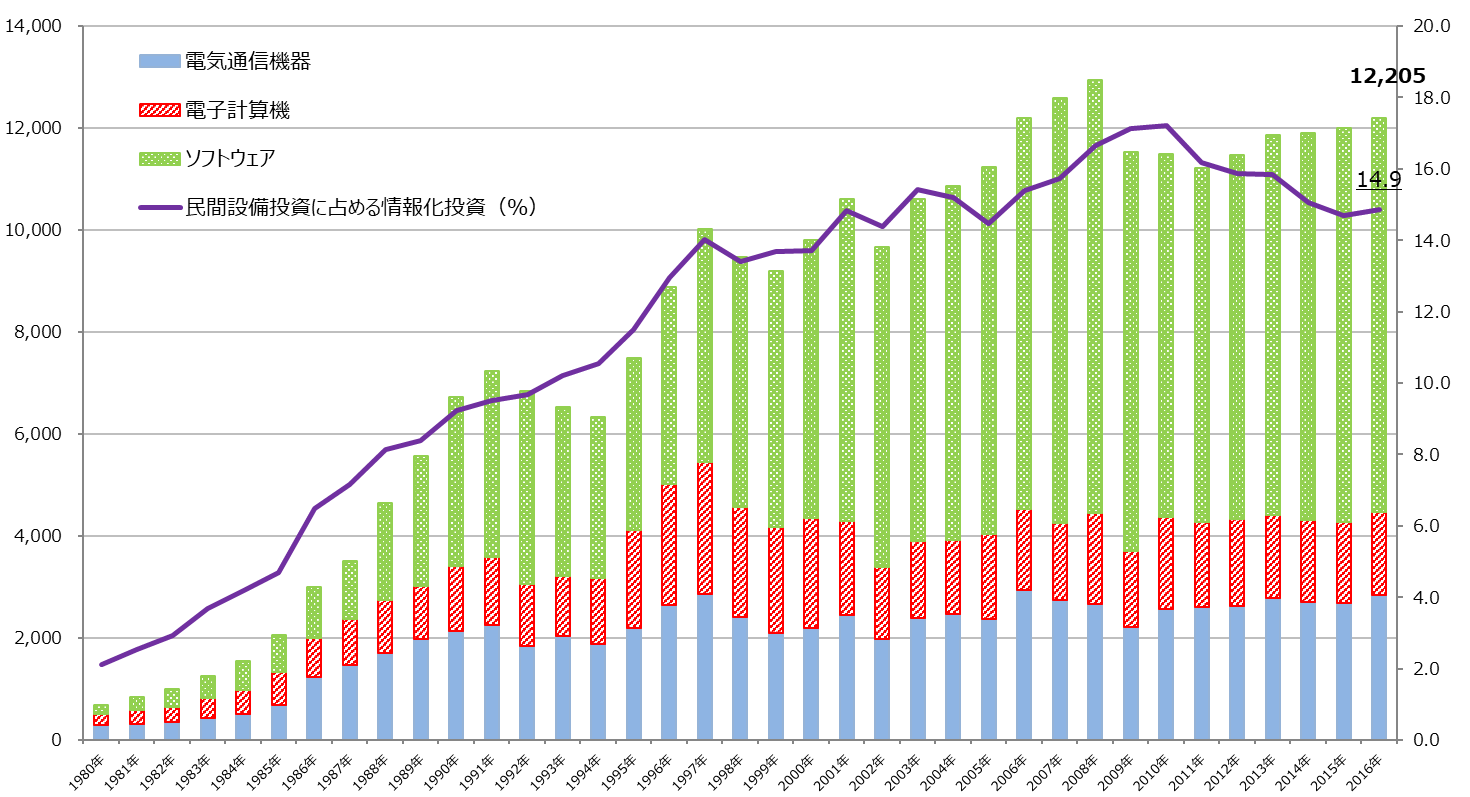 14,000
12,000
10,000
8,000
6,000
4,000
2,000
0
電気通信機器
電子計算機
ソフトウェア
民間設備投資に占める情報化投資（%）
12,205
14.9
20.0
18.0
16.0
14.0
12.0
10.0
8.0
6.0
4.0
2.0
0.0
1980年
1981年
1982年
1983年
1984年
1985年
1986年
1987年
1988年
1989年
1990年
1991年
1992年
1993年
1994年
1995年
1996年
1997年
1998年
1999年
2000年
2001年
2002年
2003年
2004年
2005年
2006年
2007年
2008年
2009年
2010年
2011年
2012年
2013年
2014年
2015年
2016年